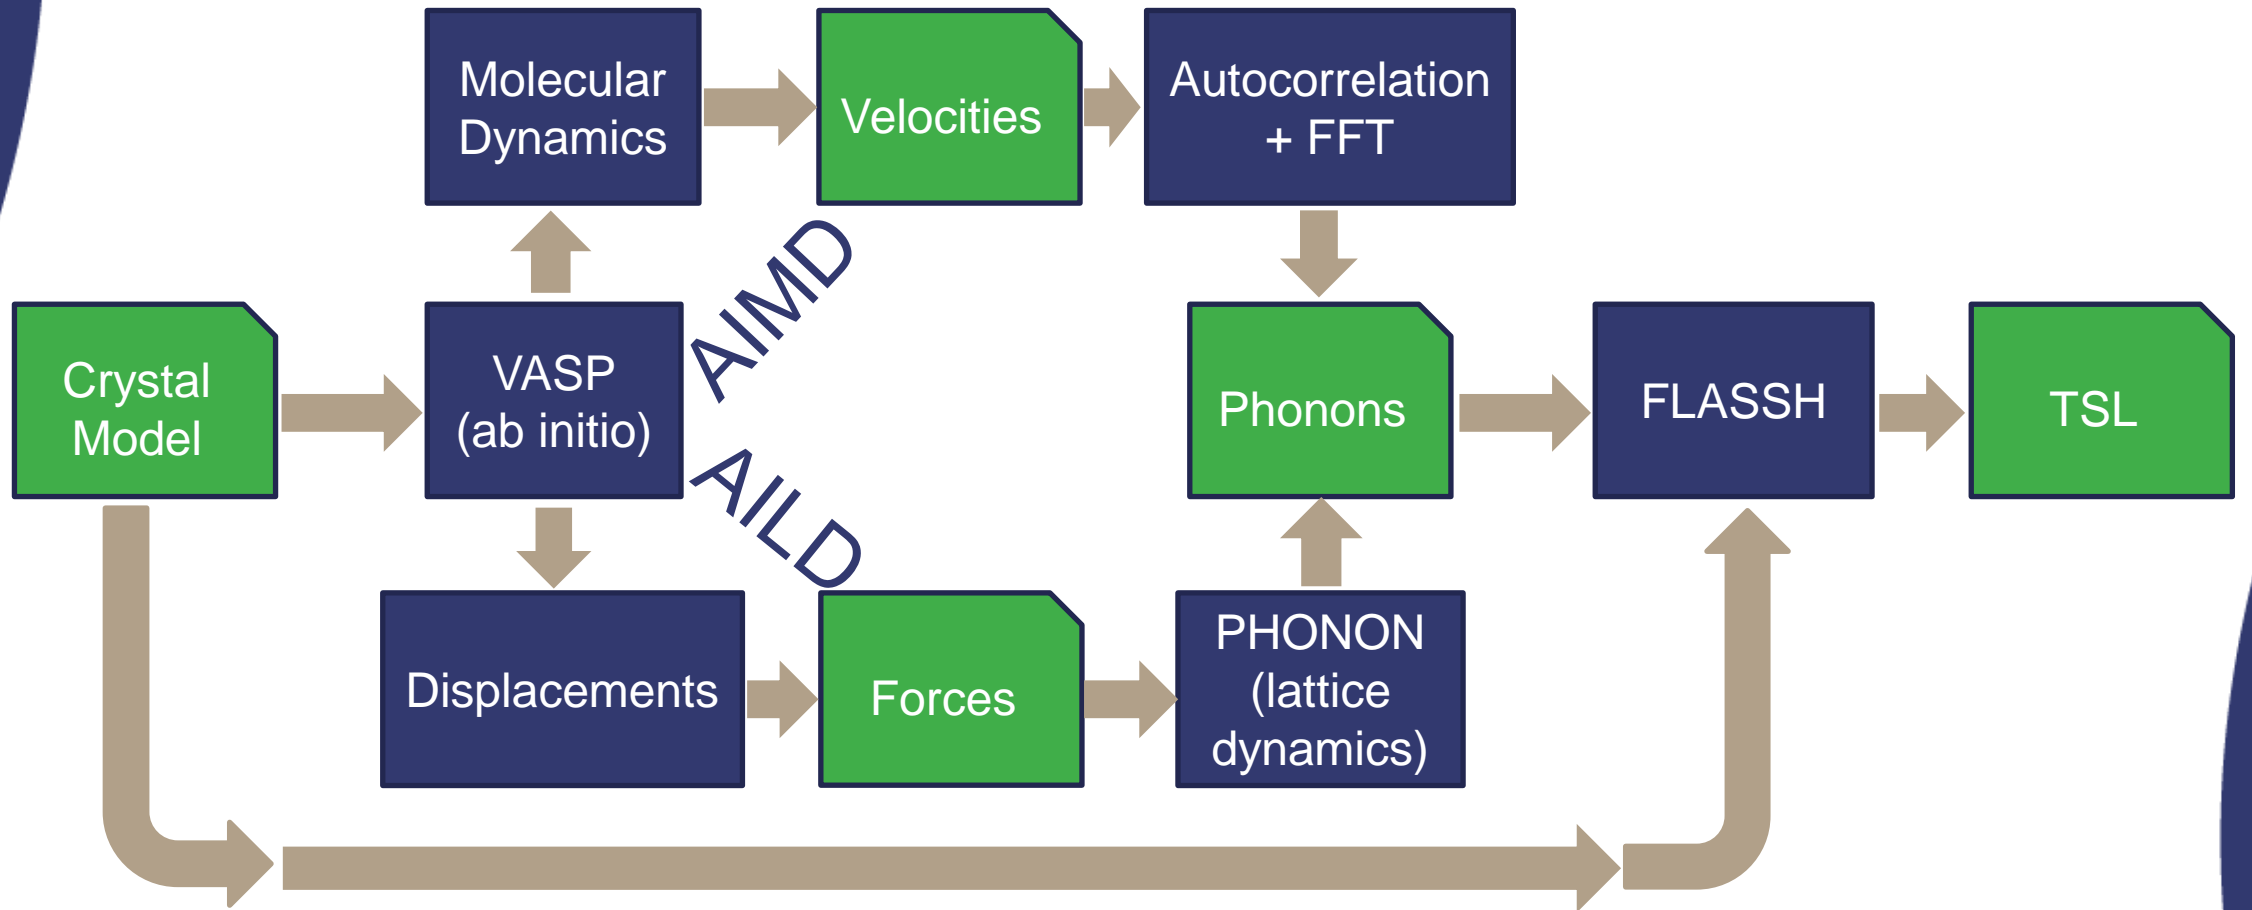 Molecular
Dynamics
Velocities
Autocorrelation
+ FFT
AIMD
Crystal
Model
VASP
(ab initio)
Phonons
FLASSH
TSL
AILD
Displacements
Forces
PHONON
(lattice
dynamics)